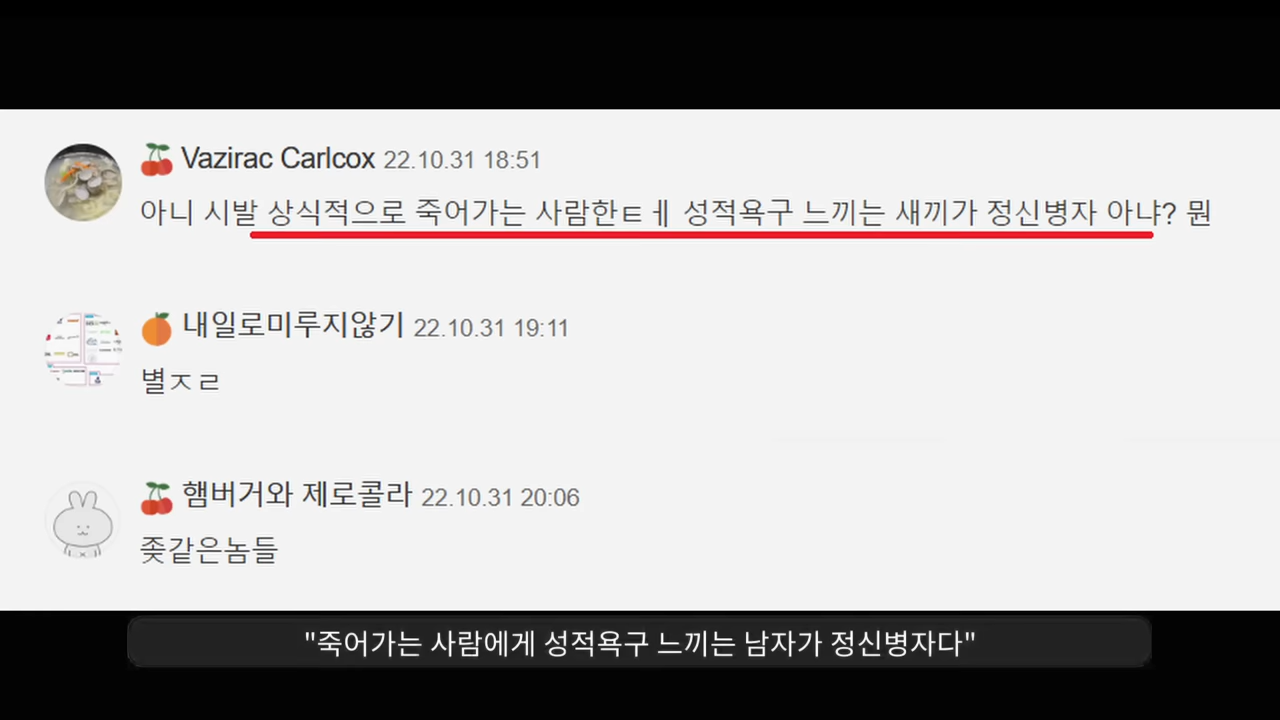 Vazirac Carlcox 22.10.31 18:51
아니 시발 상식적으로 죽어가는 사람한ㅌㅔ 성적욕구 느끼는 새끼가 정신병자 아냐? 뭔
내일로미루지않기 22.10.31 19:11
별ㅈㄹ
햄버거와 제로콜라 22.10.31 20:06
좆같은놈들
"죽어가는 사람에게 성적욕구 느끼는 남자가 정신병자다"